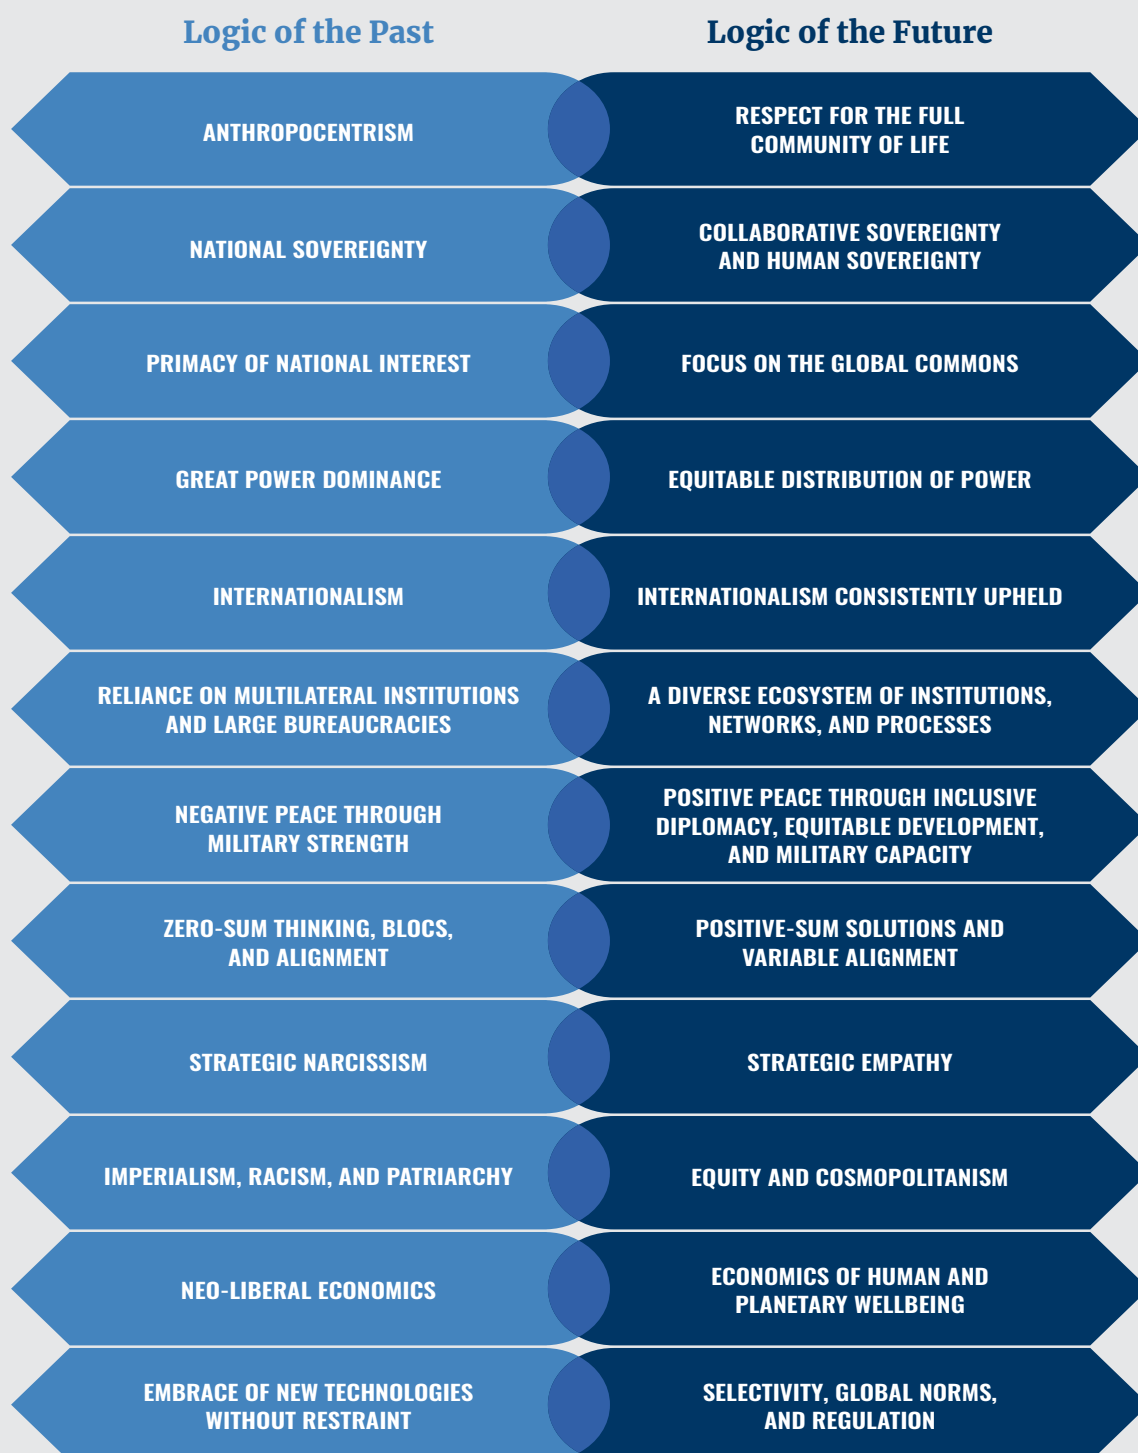 Logic of the Past
Logic of the Future
ANTHROPOCENTRISM
RESPECT FOR THE FULL
COMMUNITY OF LIFE
NATIONAL SOVEREIGNTY
COLLABORATIVE SOVEREIGNTY
AND HUMAN SOVEREIGNTY
PRIMACY OF NATIONAL INTEREST
FOCUS ON THE GLOBAL COMMONS
GREAT POWER DOMINANCE
EQUITABLE DISTRIBUTION OF POWER
INTERNATIONALISM
INTERNATIONALISM CONSISTENTLY UPHELD
RELIANCE ON MULTILATERAL INSTITUTIONS
AND LARGE BUREAUCRACIES
A DIVERSE ECOSYSTEM OF INSTITUTIONS,
NETWORKS, AND PROCESSES
NEGATIVE PEACE THROUGH
MILITARY STRENGTH
POSITIVE PEACE THROUGH INCLUSIVE
DIPLOMACY, EQUITABLE DEVELOPMENT,
AND MILITARY CAPACITY
ZERO-SUM THINKING, BLOCS,
AND ALIGNMENT
POSITIVE-SUM SOLUTIONS AND
VARIABLE ALIGNMENT
STRATEGIC NARCISSISM
STRATEGIC EMPATHY
IMPERIALISM, RACISM, AND PATRIARCHY
EQUITY AND COSMOPOLITANISM
NEO-LIBERAL ECONOMICS
ECONOMICS OF HUMAN AND
PLANETARY WELLBEING
EMBRACE OF NEW TECHNOLOGIES
WITHOUT RESTRAINT
SELECTIVITY, GLOBAL NORMS,
AND REGULATION